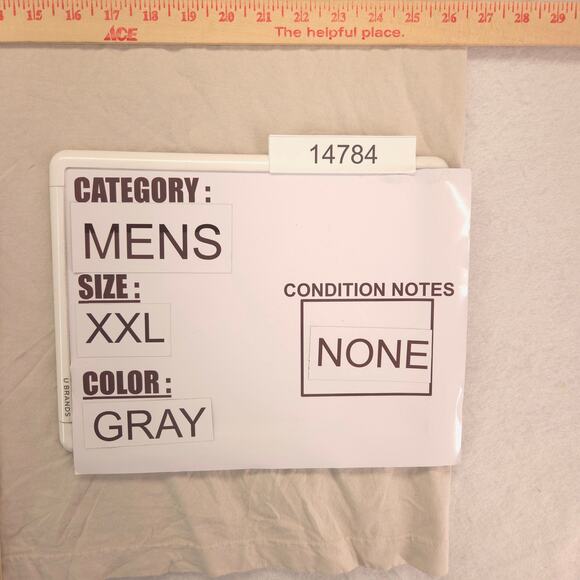 15 16 17 18 19 20 21 22 23 24 25 26 27 28 29
ACE The helpful place.
14784
CATEGORY :
MENS
SIZE :
XXL
CONDITION NOTES
NONE
COLOR :
GRAY
U BRANDS